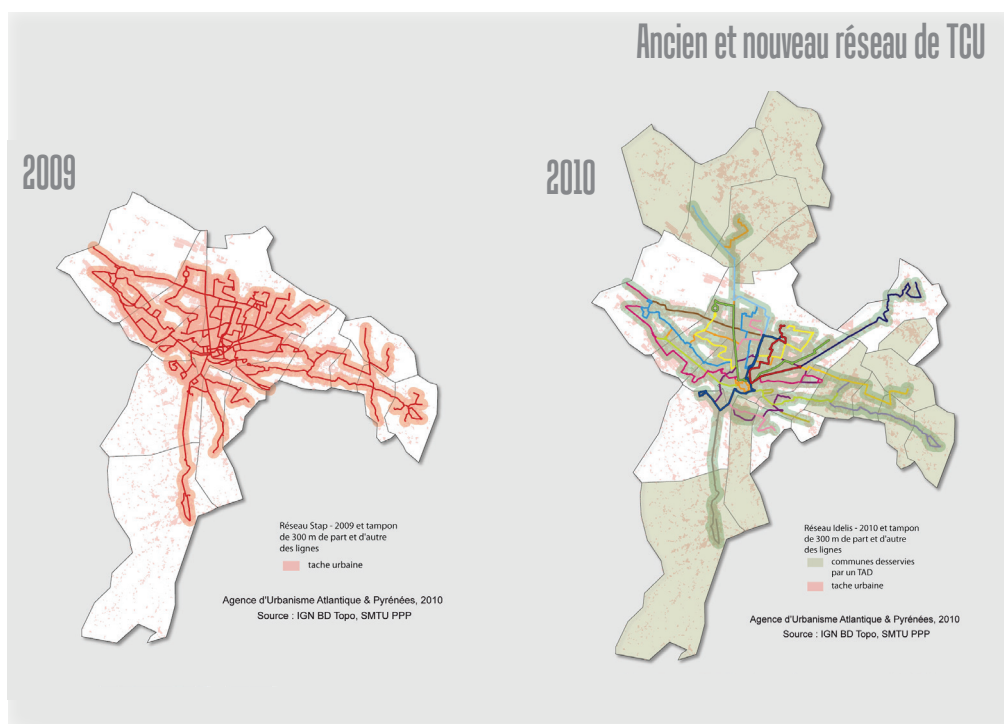 Ancien et nouveau réseau de TCU
2009
Réseau Stap - 2009 et tampon
de 300 m de part et d'autre
des lignes
tache urbaine
Agence d'Urbanisme Atlantique & Pyrénées, 2010
Source : IGN BD Topo, SMTU PPP
2010
Réseau Idelis - 2010 et tampon
de 300 m de part et d'autre
des lignes
communes desservies
par un TAD
tache urbaine
Agence d'Urbanisme Atlantique & Pyrénées, 2010
Source : IGN BD Topo, SMTU PPP